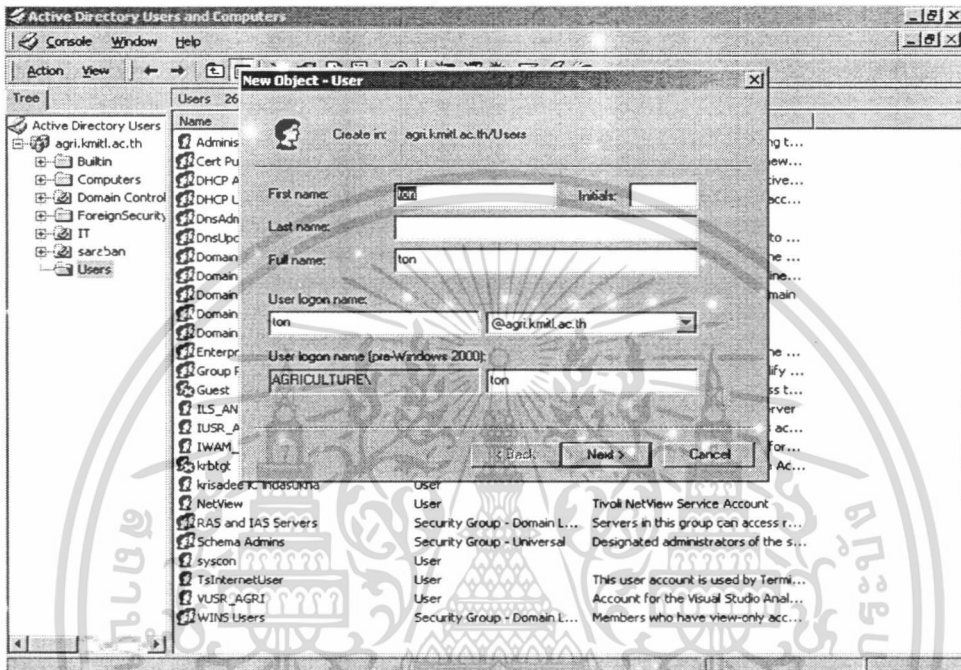 Active Directory Users and Computers
Console Window Help
Action View
Tree
Users 26
Active Directory Users
agri.kmitl.ac.th
Builtin
Computers
Domain Control
ForeignSecurity
IT
Users
Name
Adminis
Cert Pu
DHCP A
DHCP L
DnsAdn
DnsUpc
Domain
Domain
Domain
Domain
Domain
Enterpr
Group P
Guest
ILS_AN
IUSR_A
IWAM_
krbtgt
NetView User Tivoli NetView Service Account
RAS and IAS Servers Security Group - Domain L... Servers in this group can access r...
Schema Admins Security Group - Universal Designated administrators of the s...
syscon User
TsInternetUser User This user account is used by Termi...
VUSR_AGRI User Account for the Visual Studio Anal...
WINS Users Security Group - Domain L... Members who have view-only acc...
New Object - User
Create in: agri.kmitl.ac.th/Users
First name: ton Initials:
Last name:
Full name: ton
User logon name:
ton @agri.kmitl.ac.th
User logon name (pre-Windows 2000):
AGRICULTURE\ ton
< Back Next > Cancel